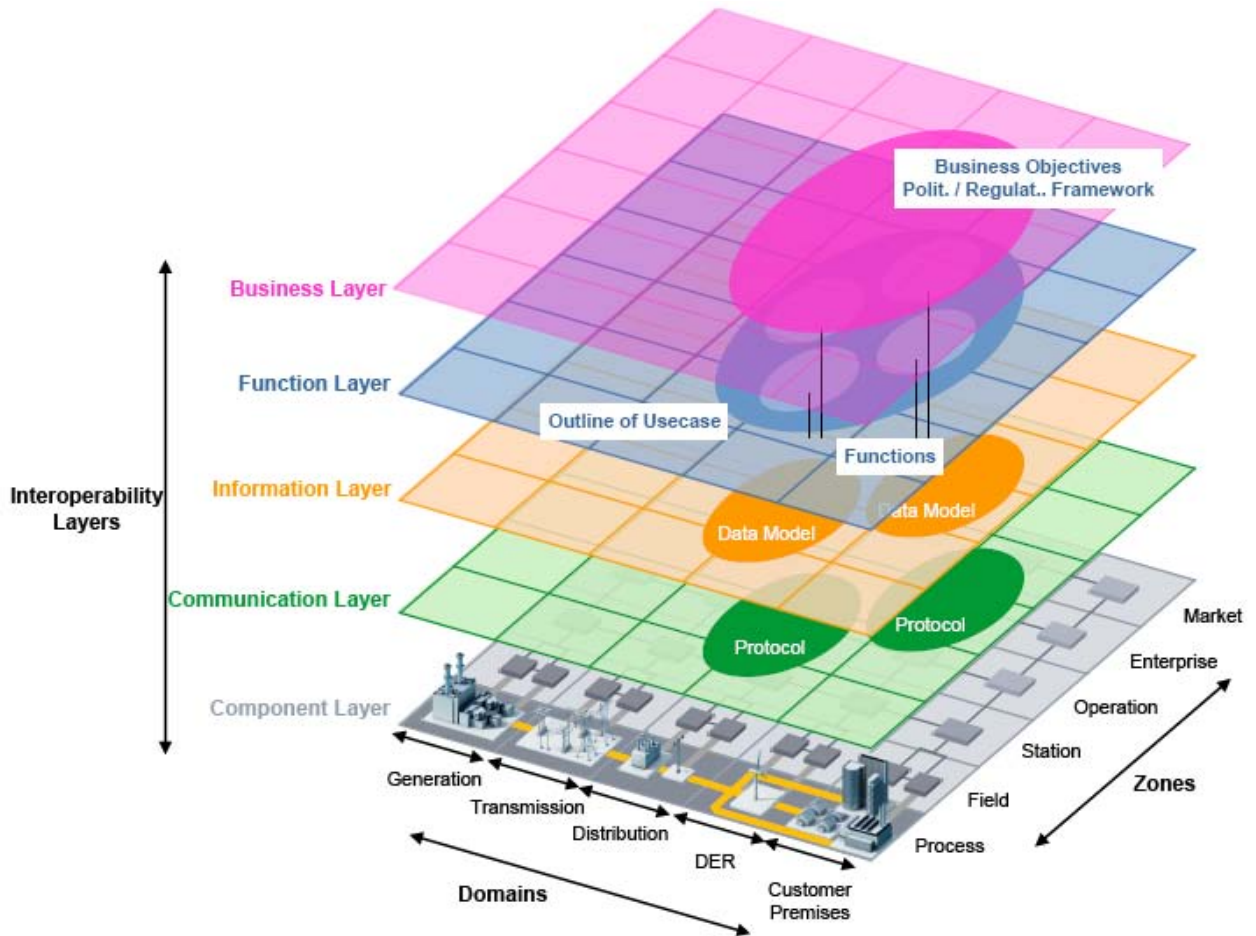 Business Objectives
Polit. / Regulat.. Framework
Business Layer
Function Layer
Outline of Usecase
Functions
Interoperability
Layers
Information Layer
Data Model
Data Model
Communication Layer
Protocol
Protocol
Component Layer
Market
Enterprise
Operation
Station
Field
Process
Zones
Generation
Transmission
Distribution
DER
Customer
Premises
Domains